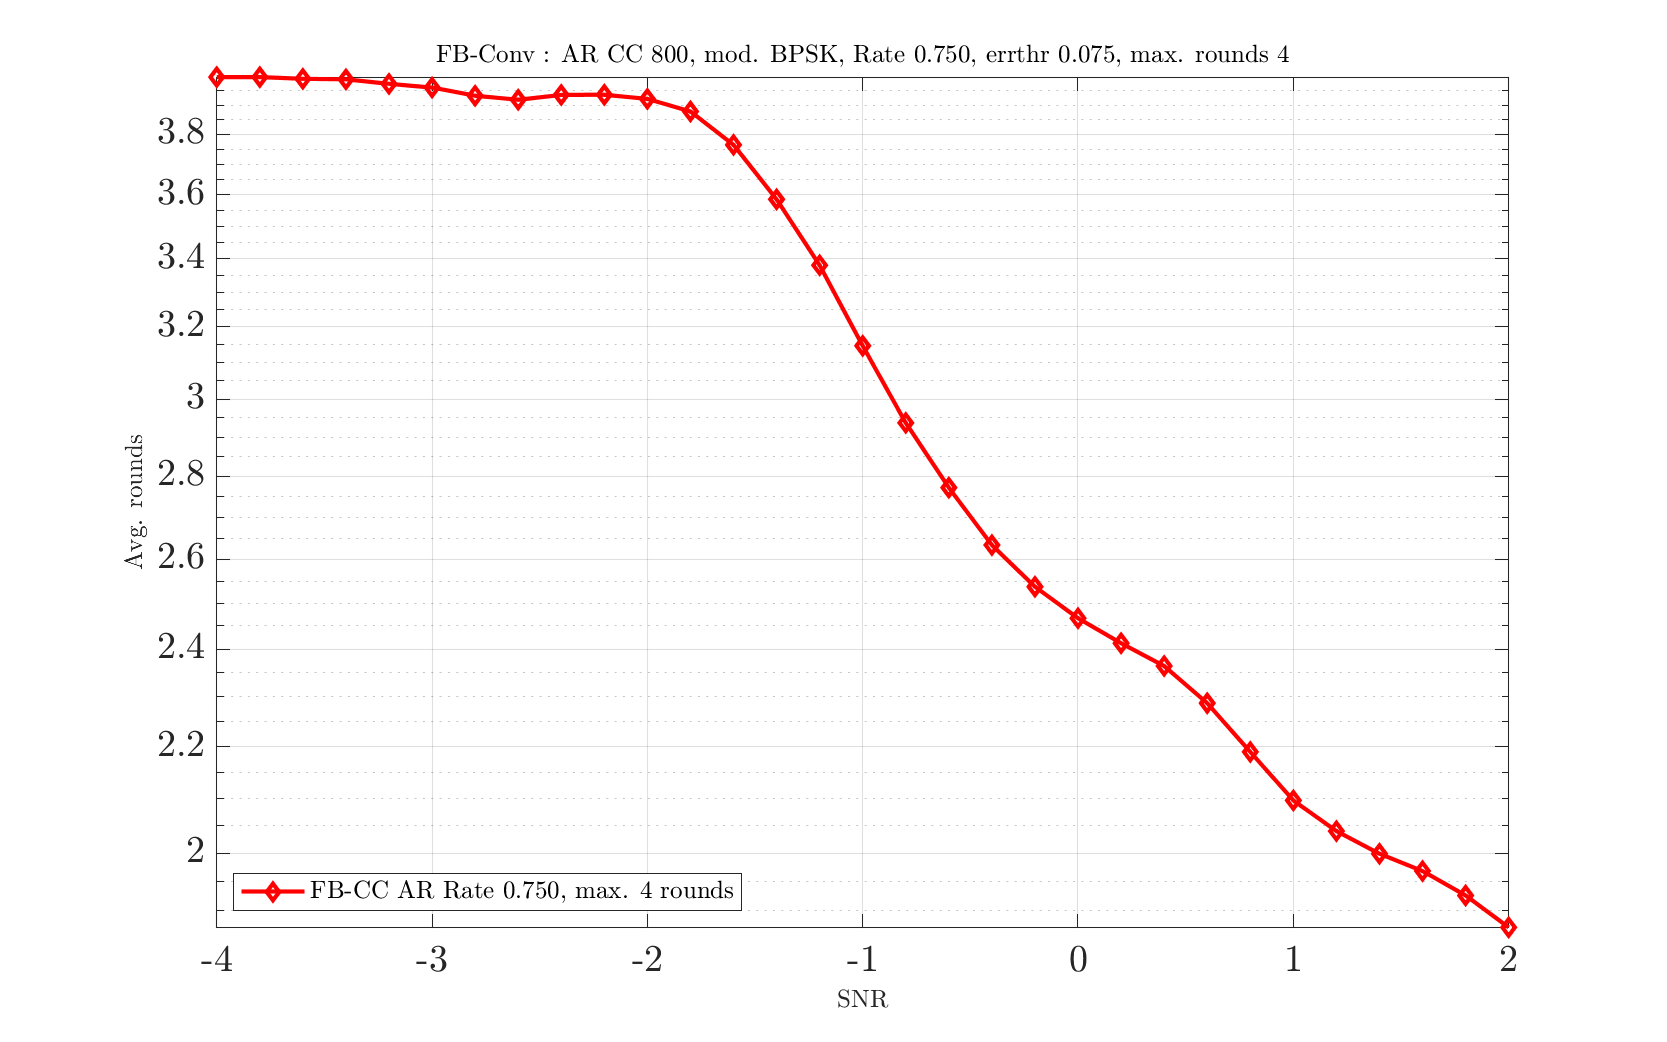 FB-Conv : AR CC 800, mod. BPSK, Rate 0.750, errthr 0.075, max. rounds 4
3.8
3.6
3.4
3.2
3
2.8
2.6
2.4
2.2
2
Avg. rounds
FB-CC AR Rate 0.750, max. 4 rounds
-4 -3 -2 -1 0 1 2
SNR